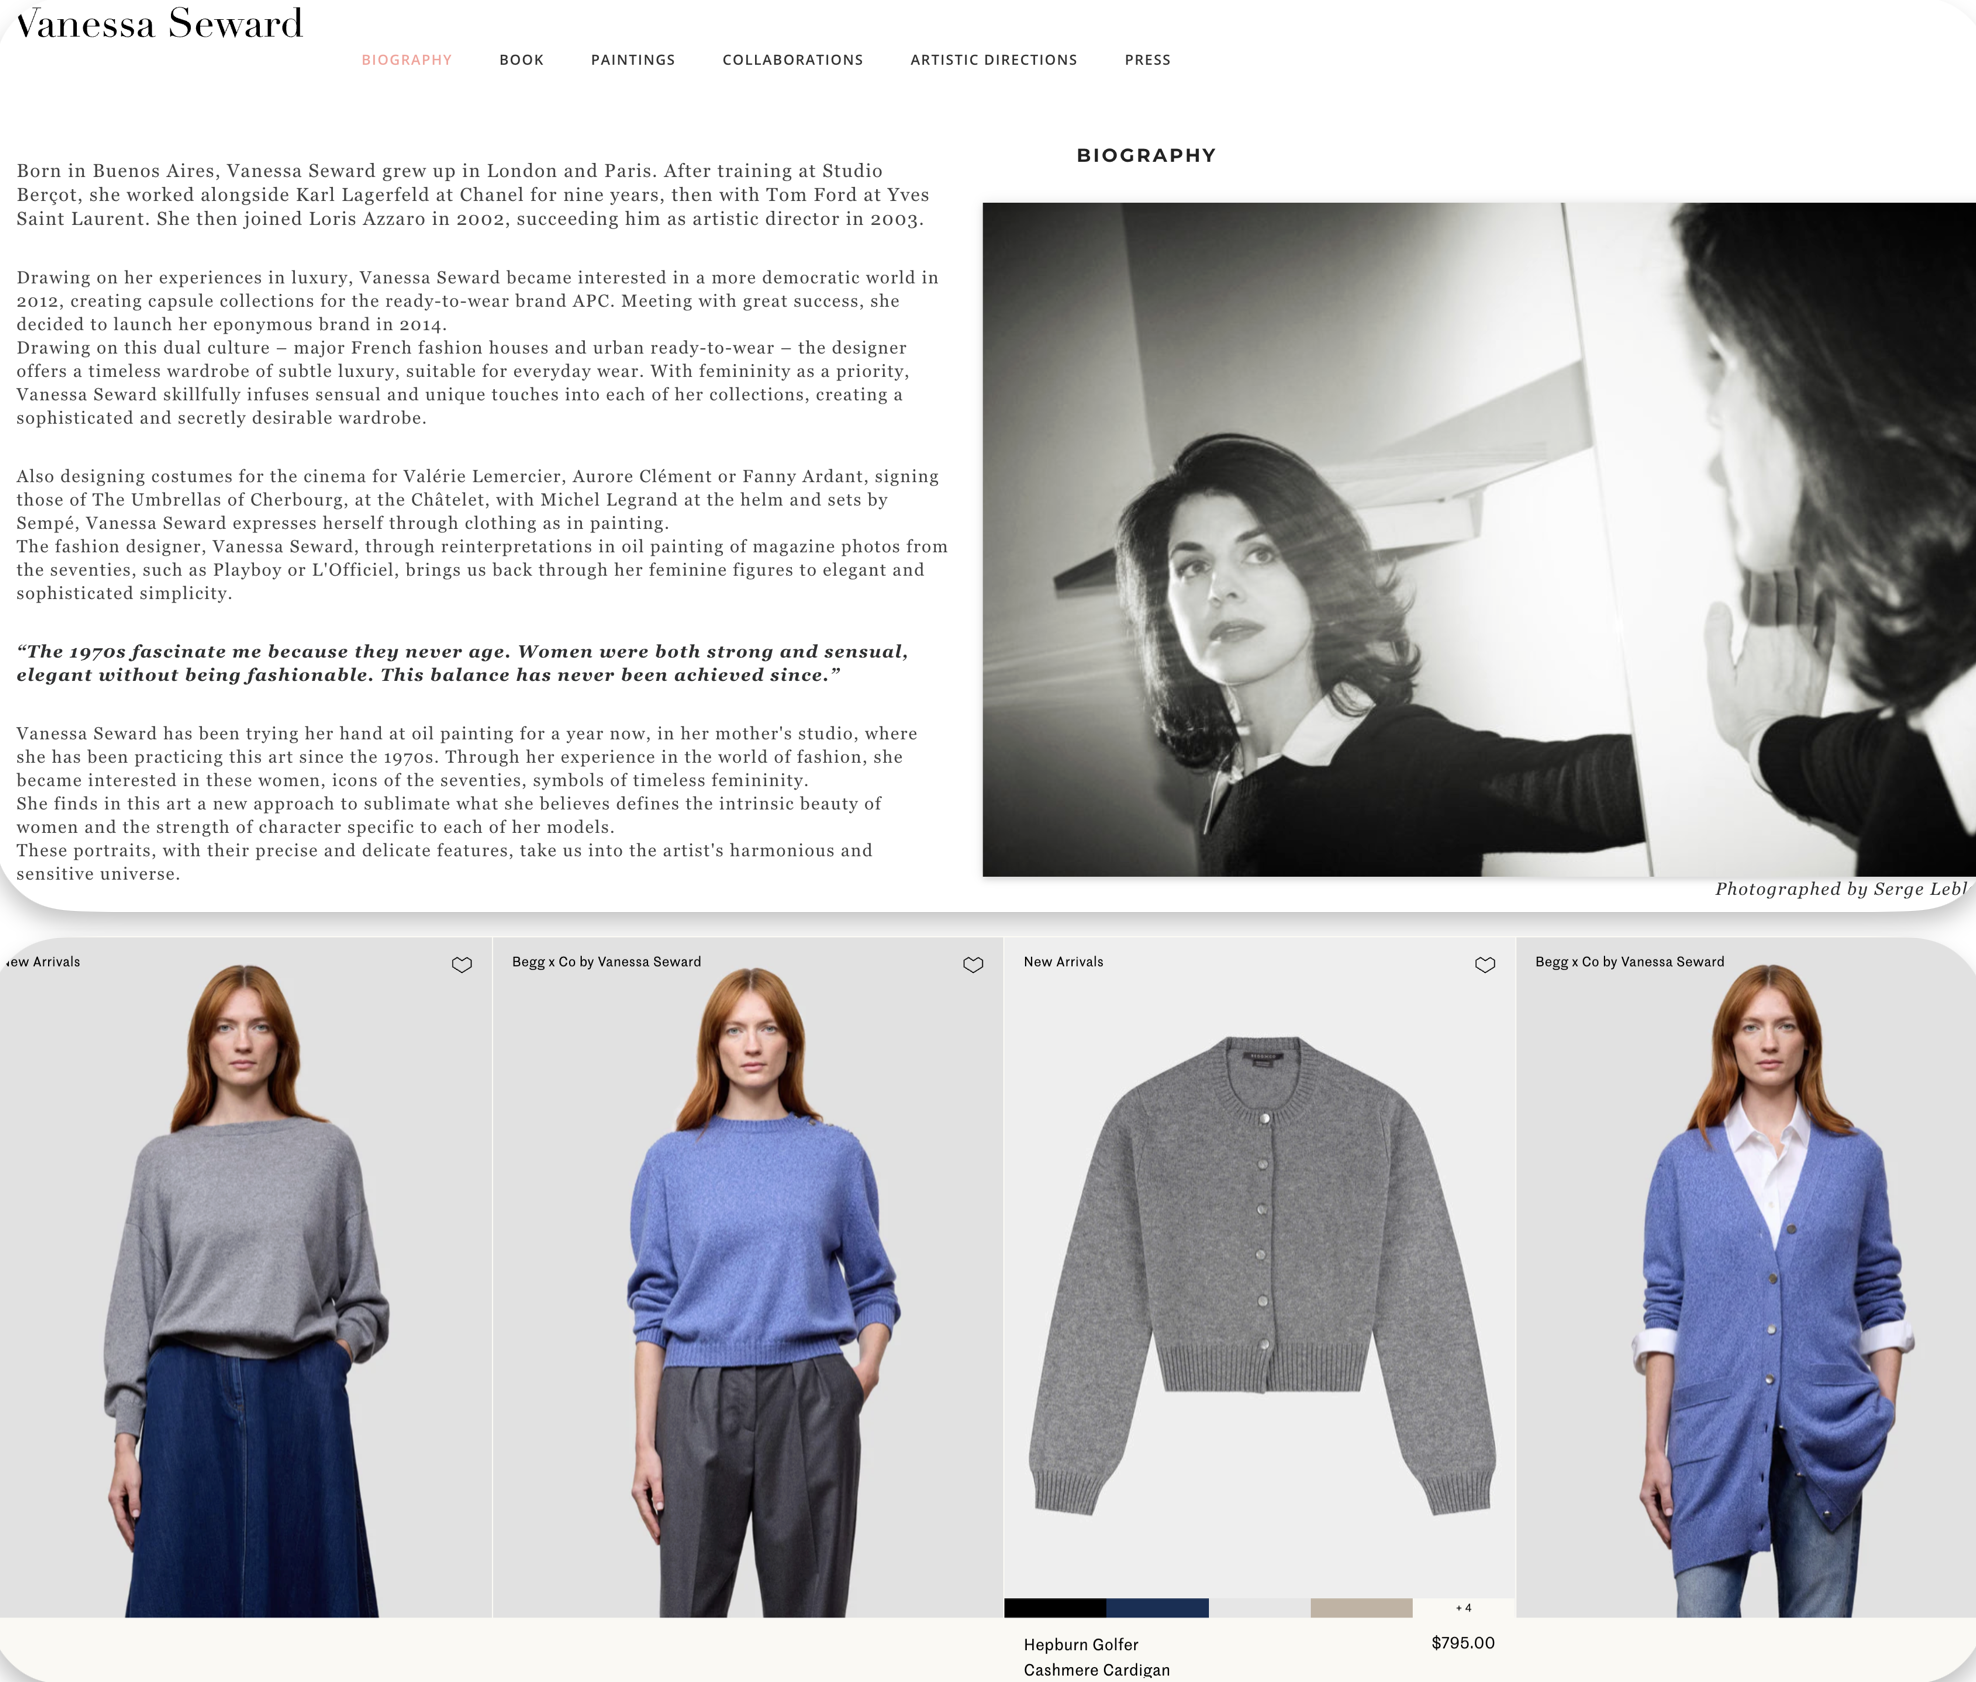 Vanessa Seward
BIOGRAPHY BOOK PAINTINGS COLLABORATIONS ARTISTIC DIRECTIONS PRESS
BIOGRAPHY
Born in Buenos Aires, Vanessa Seward grew up in London and Paris. After training at Studio
Berçot, she worked alongside Karl Lagerfeld at Chanel for nine years, then with Tom Ford at Yves
Saint Laurent. She then joined Loris Azzaro in 2002, succeeding him as artistic director in 2003.
Drawing on her experiences in luxury, Vanessa Seward became interested in a more democratic world in
2012, creating capsule collections for the ready-to-wear brand APC. Meeting with great success, she
decided to launch her eponymous brand in 2014.
Drawing on this dual culture – major French fashion houses and urban ready-to-wear – the designer
offers a timeless wardrobe of subtle luxury, suitable for everyday wear. With femininity as a priority,
Vanessa Seward skillfully infuses sensual and unique touches into each of her collections, creating a
sophisticated and secretly desirable wardrobe.
Also designing costumes for the cinema for Valérie Lemercier, Aurore Clément or Fanny Ardant, signing
those of The Umbrellas of Cherbourg, at the Châtelet, with Michel Legrand at the helm and sets by
Sempé, Vanessa Seward expresses herself through clothing as in painting.
The fashion designer, Vanessa Seward, through reinterpretations in oil painting of magazine photos from
the seventies, such as Playboy or L'Officiel, brings us back through her feminine figures to elegant and
sophisticated simplicity.
“The 1970s fascinate me because they never age. Women were both strong and sensual,
elegant without being fashionable. This balance has never been achieved since.”
Vanessa Seward has been trying her hand at oil painting for a year now, in her mother's studio, where
she has been practicing this art since the 1970s. Through her experience in the world of fashion, she
became interested in these women, icons of the seventies, symbols of timeless femininity.
She finds in this art a new approach to sublimate what she believes defines the intrinsic beauty of
women and the strength of character specific to each of her models.
These portraits, with their precise and delicate features, take us into the artist's harmonious and
sensitive universe.
Photographed by Serge Lebl
ew Arrivals
Begg x Co by Vanessa Seward
New Arrivals
Begg x Co by Vanessa Seward
+ 4
Hepburn Golfer
Cashmere Cardigan
$795.00